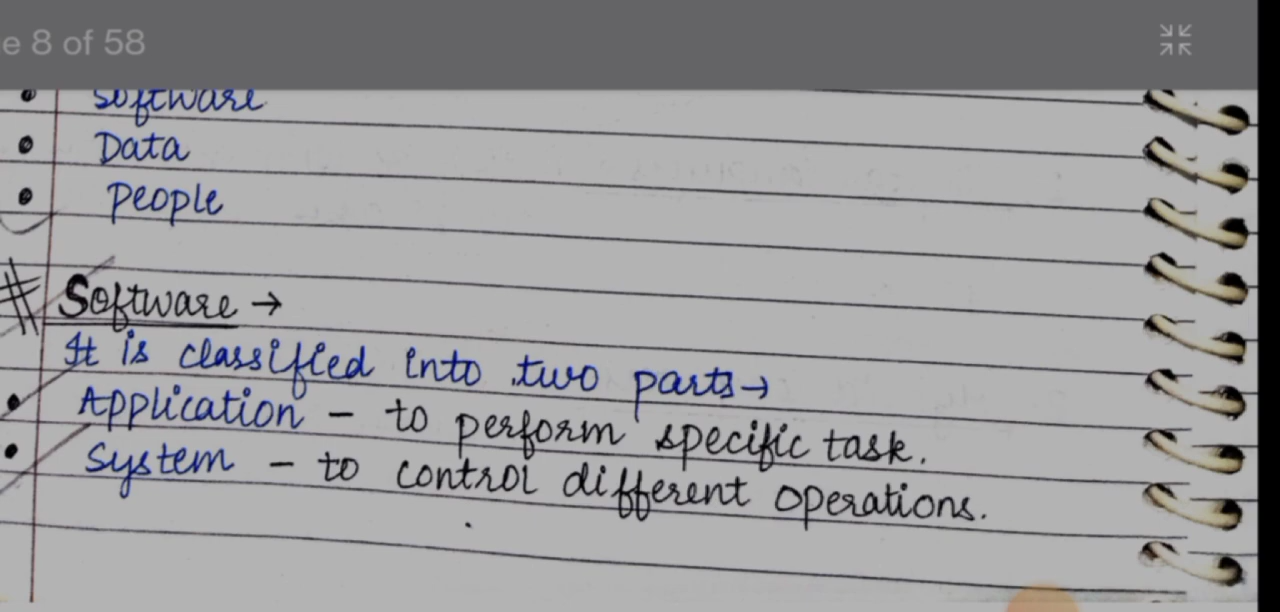 e 8 of 58
• Software
• Data
• People
# Software →
It is classified into two parts→
• Application - to perform specific task.
• System - to control different operations.